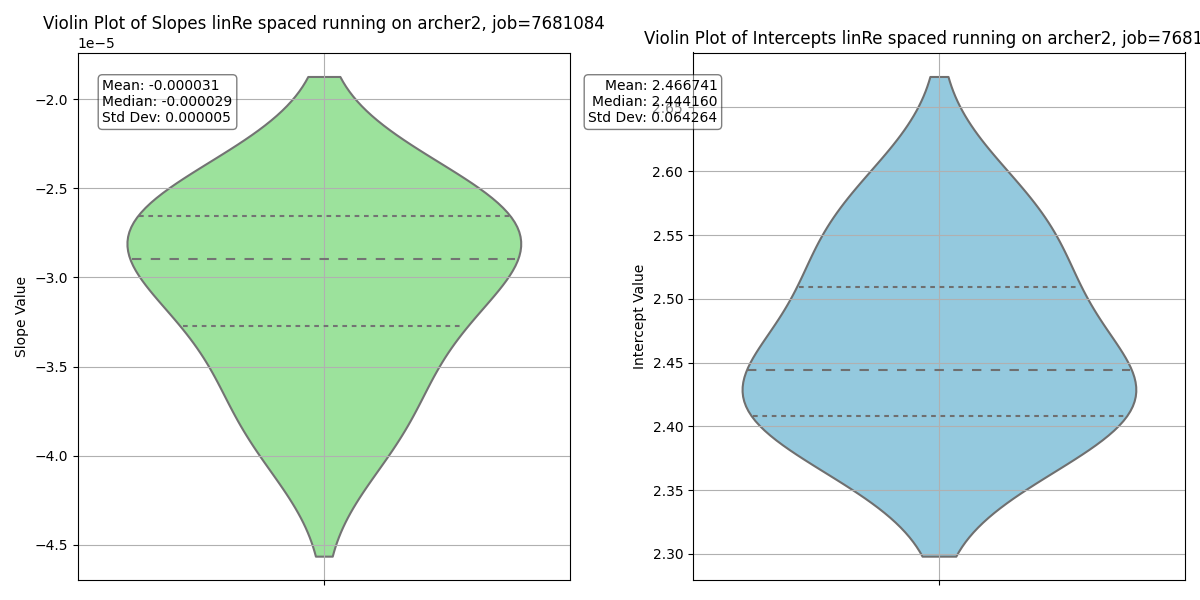 Violin Plot of Slopes linRe spaced running on archer2, job=7681084
1e−5
Mean: -0.000031
Median: -0.000029
Std Dev: 0.000005
−2.0
−2.5
−3.0
−3.5
−4.0
−4.5
Slope Value
Violin Plot of Intercepts linRe spaced running on archer2, job=7681
Mean: 2.466741
Median: 2.444160
Std Dev: 0.064264
2.65
2.60
2.55
2.50
2.45
2.40
2.35
2.30
Intercept Value